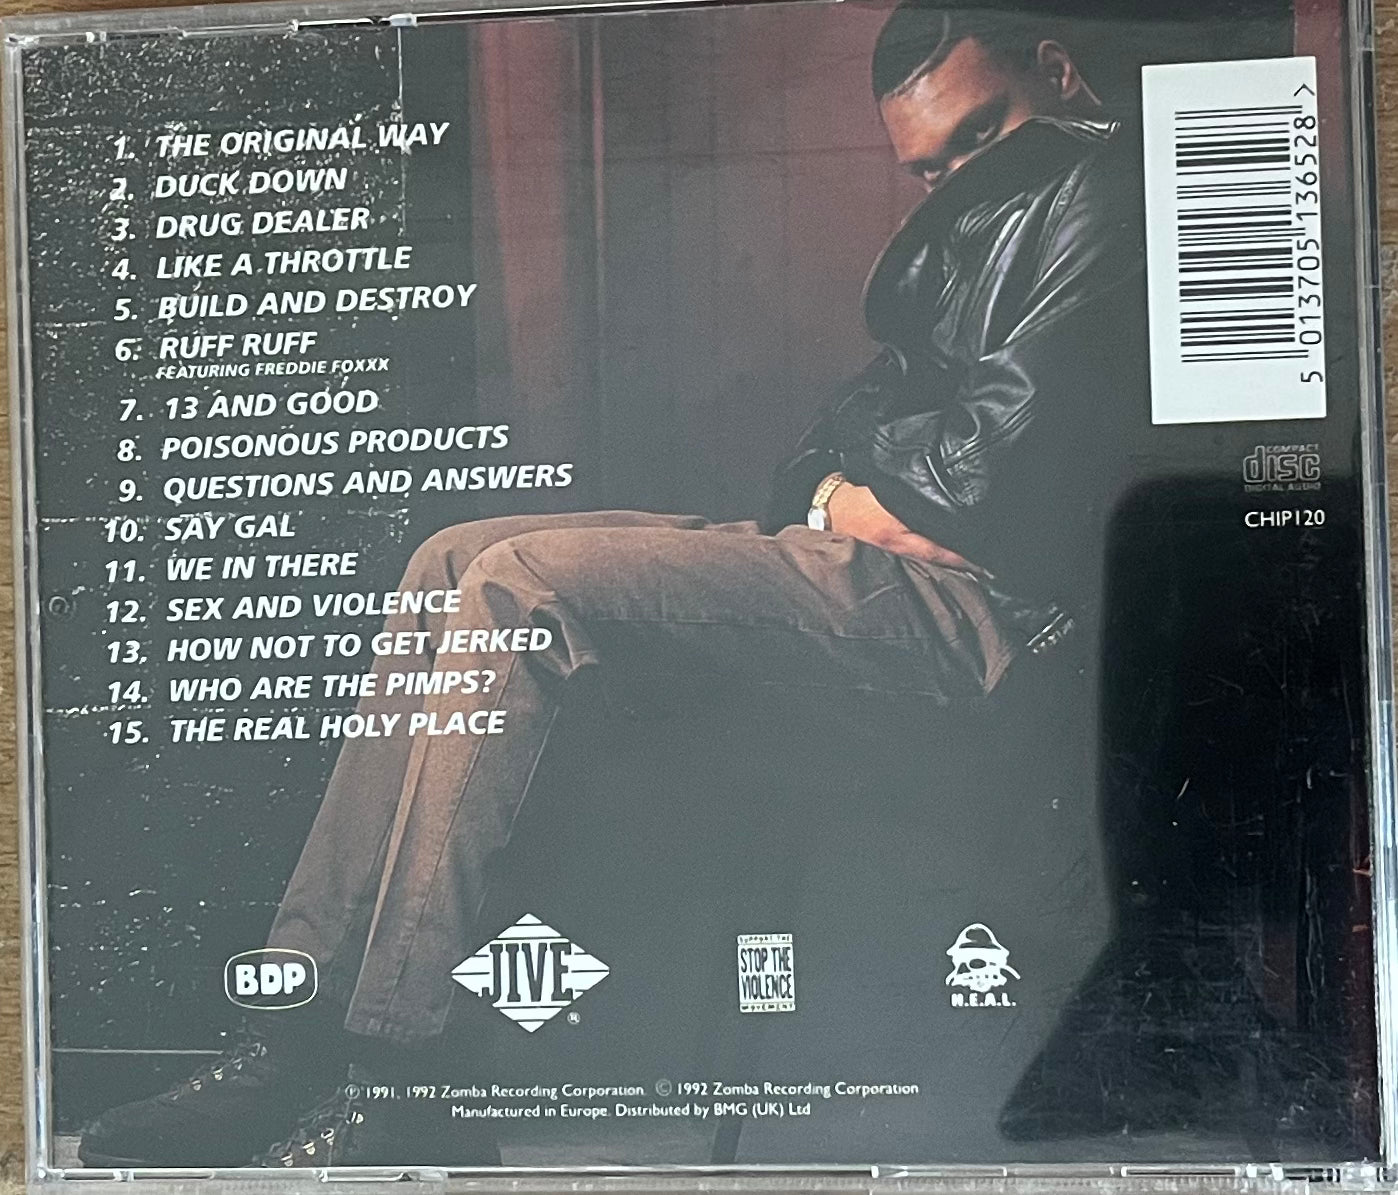 1. THE ORIGINAL WAY
2. DUCK DOWN
3. DRUG DEALER
4. LIKE A THROTTLE
5. BUILD AND DESTROY
6. RUFF RUFF
FEATURING FREDDIE FOXXX
7. 13 AND GOOD
8. POISONOUS PRODUCTS
9. QUESTIONS AND ANSWERS
10. SAY GAL
11. WE IN THERE
12. SEX AND VIOLENCE
13. HOW NOT TO GET JERKED
14. WHO ARE THE PIMPS?
15. THE REAL HOLY PLACE
5 013705 136528 >
COMPACT
disc
DIGITAL AUDIO
CHIP120
BDP
JIVE
®
SUPPORT THE
STOP THE
VIOLENCE
MOVEMENT
H.E.A.L.
℗ 1991, 1992 Zomba Recording Corporation © 1992 Zomba Recording Corporation
Manufactured in Europe. Distributed by BMG (UK) Ltd